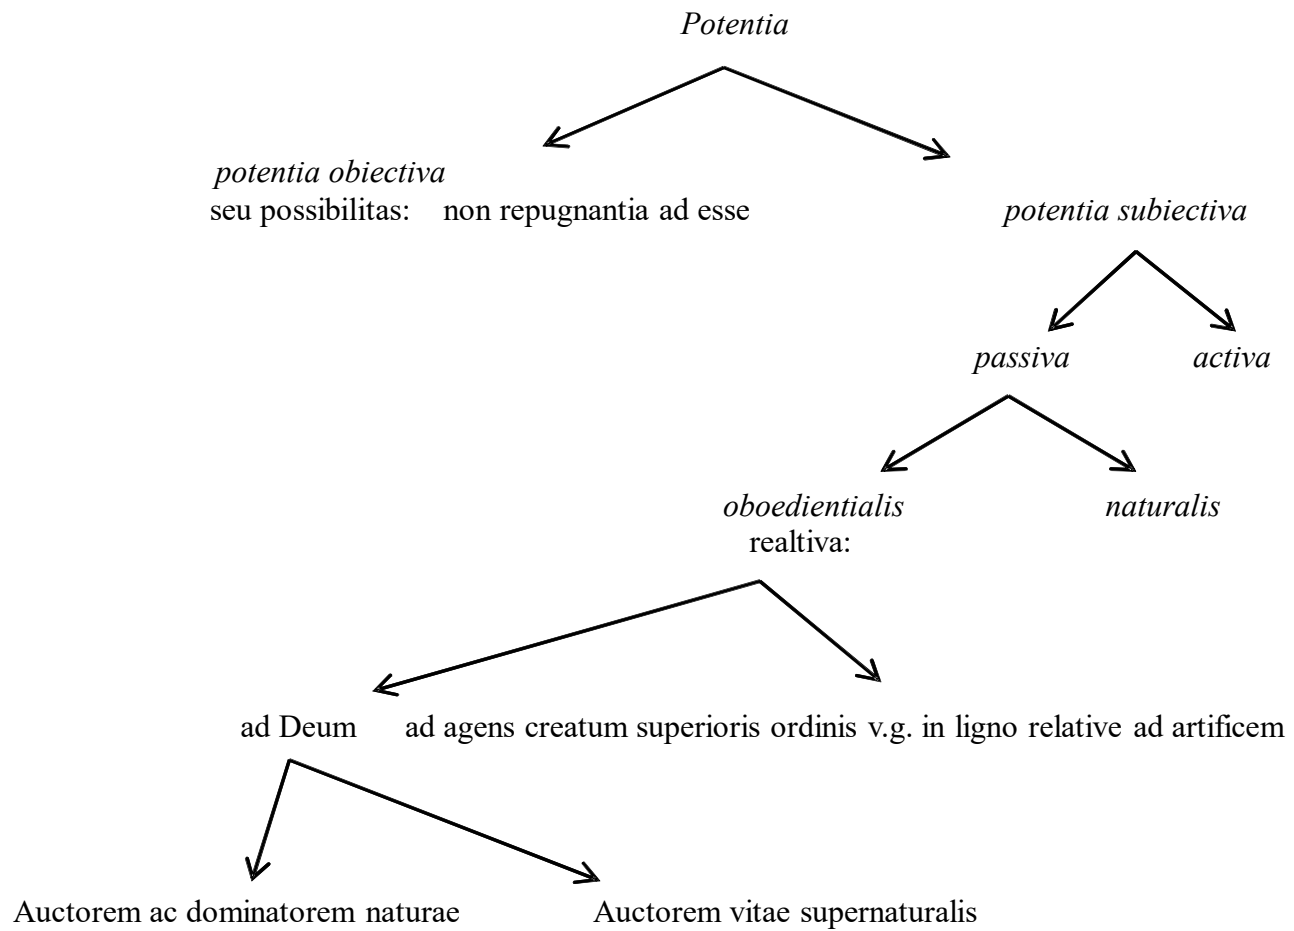 Potentia
potentia obiectiva
seu possibilitas: non repugnantia ad esse
potentia subiectiva
passiva activa
oboedientialis naturalis
realtiva:
ad Deum ad agens creatum superioris ordinis v.g. in ligno relative ad artificem
Auctorem ac dominatorem naturae Auctorem vitae supernaturalis